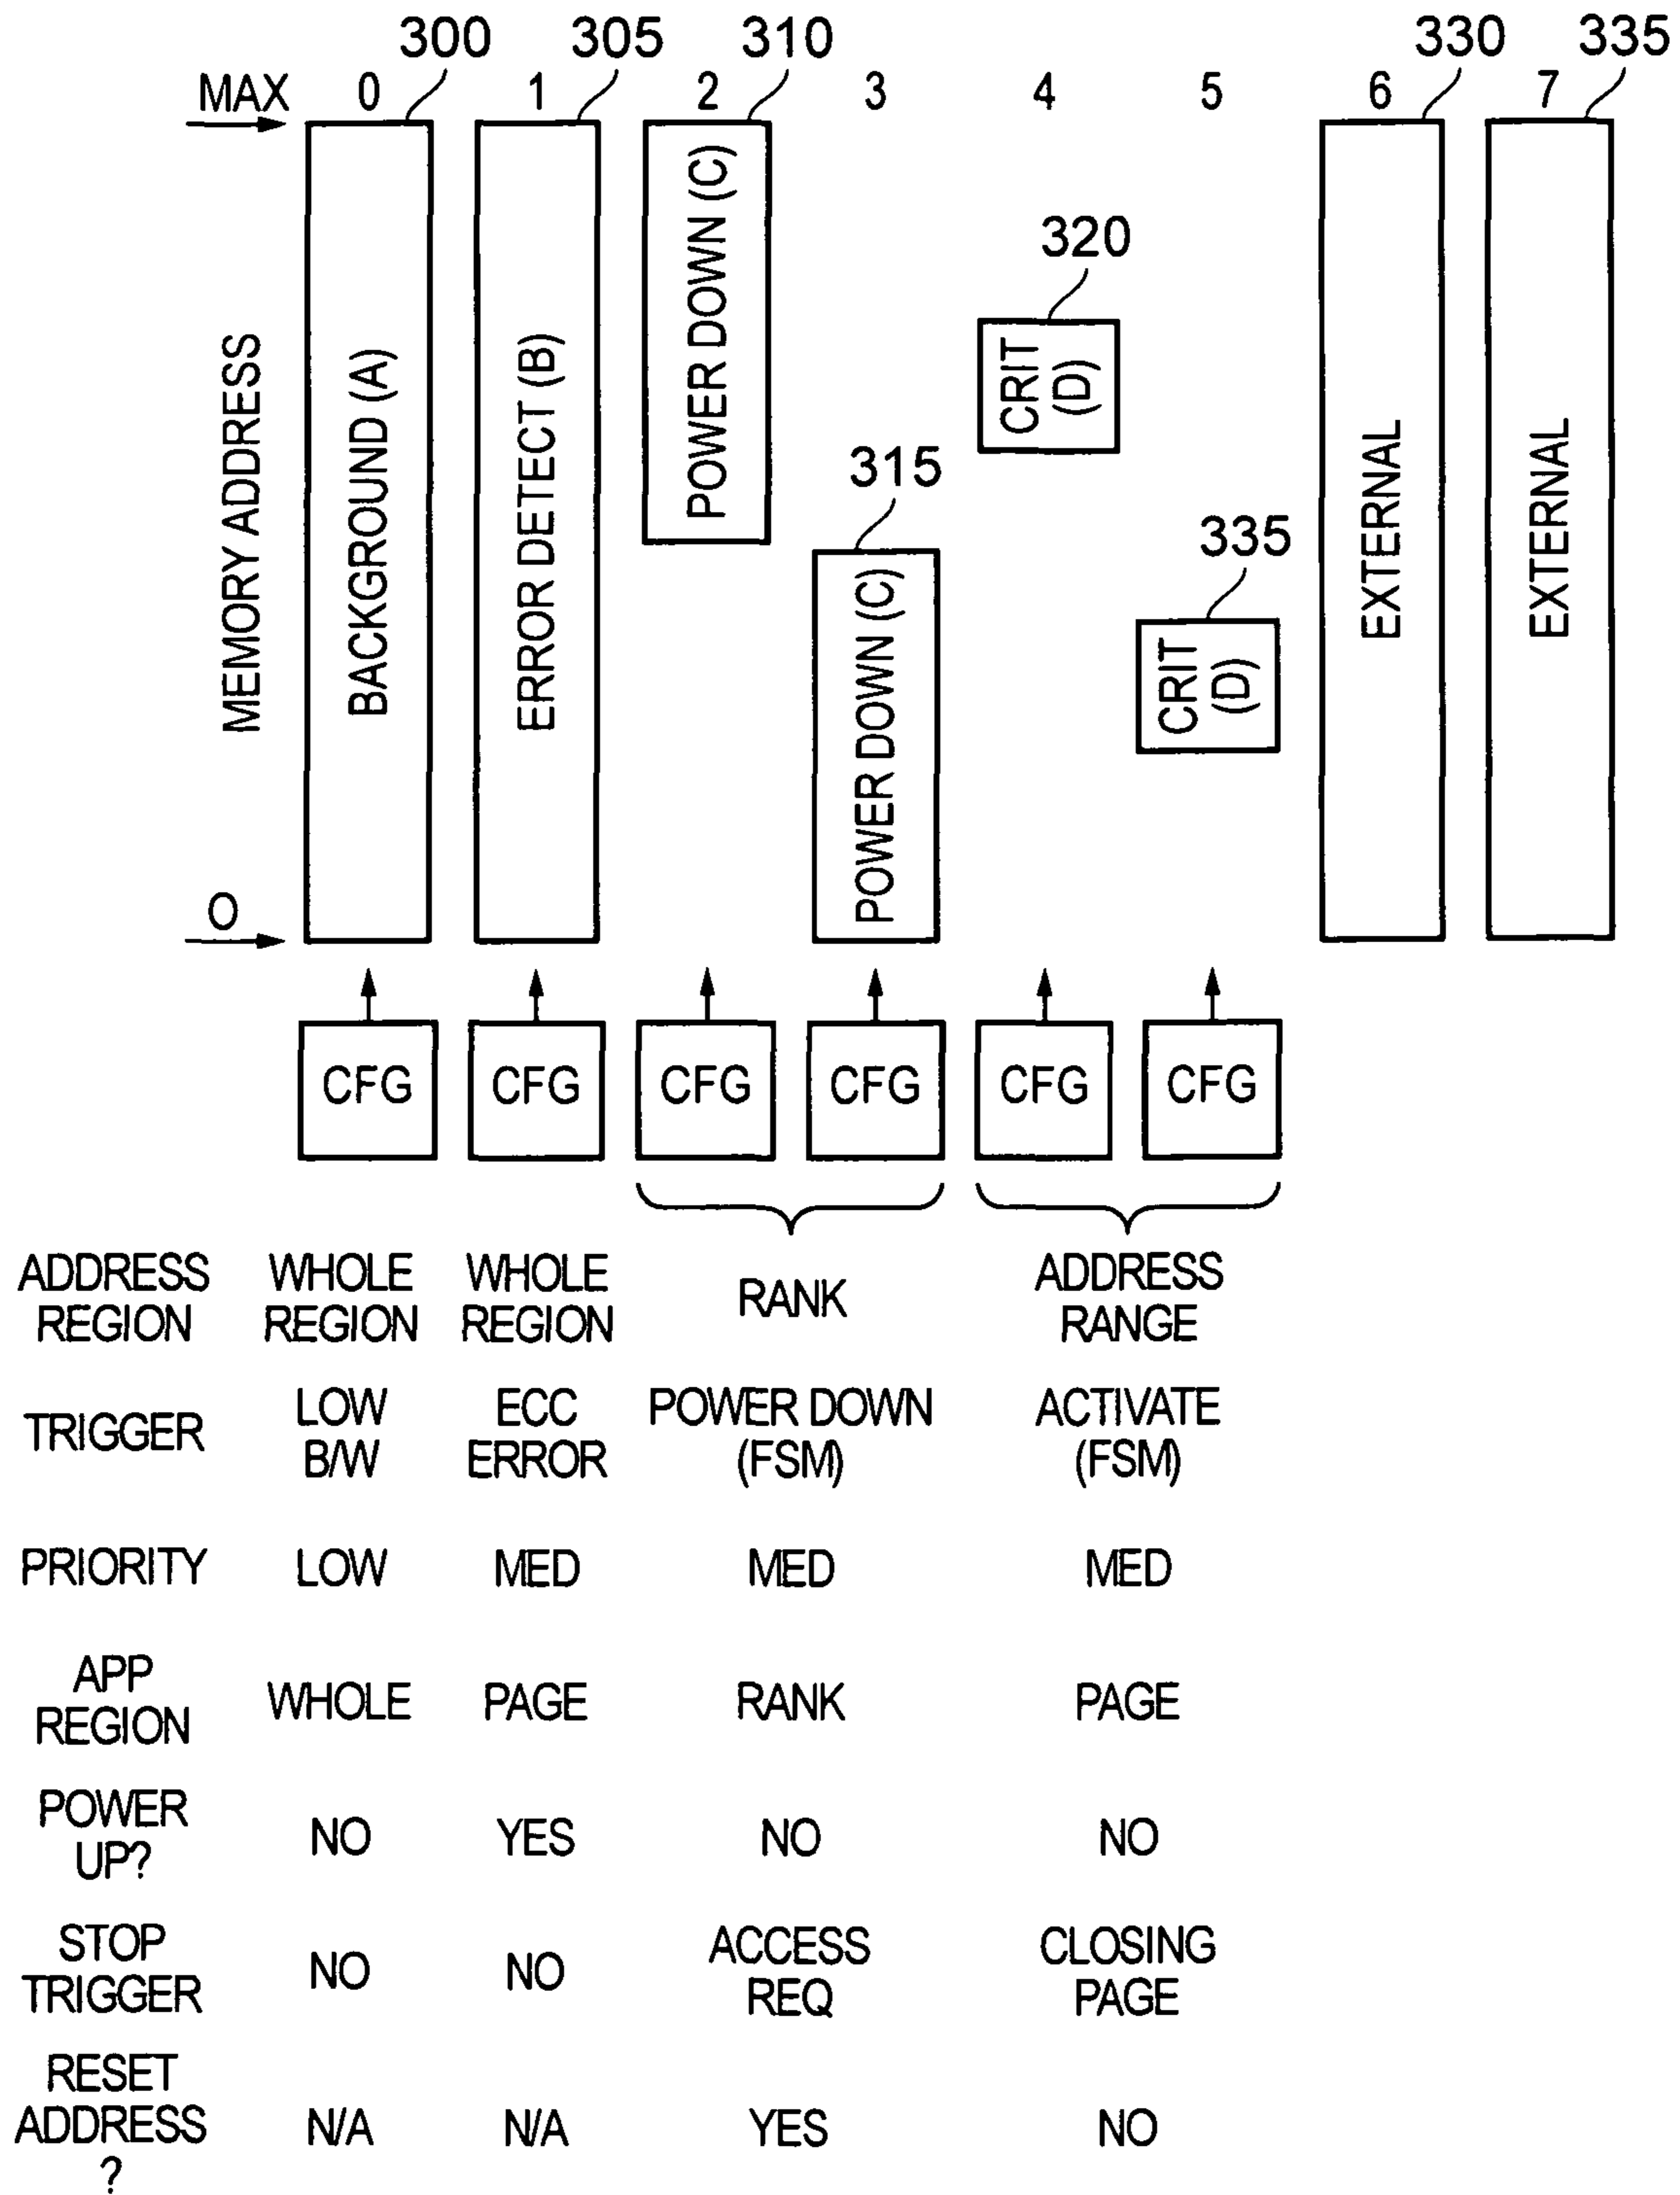 300 305 310 330 335
MAX 0 1 2 3 4 5 6 7
MEMORY ADDRESS
BACKGROUND (A)
ERROR DETECT (B)
POWER DOWN (C)
315
POWER DOWN (C)
320
CRIT
(D)
335
CRIT
(D)
EXTERNAL
EXTERNAL
O
CFG CFG CFG CFG CFG CFG
ADDRESS
REGION
WHOLE
REGION
WHOLE
REGION
RANK
ADDRESS
RANGE
TRIGGER
LOW
B/W
ECC
ERROR
POWER DOWN
(FSM)
ACTIVATE
(FSM)
PRIORITY LOW MED MED MED
APP
REGION
WHOLE PAGE RANK PAGE
POWER
UP?
NO YES NO NO
STOP
TRIGGER
NO NO
ACCESS
REQ
CLOSING
PAGE
RESET
ADDRESS
?
N/A N/A YES NO